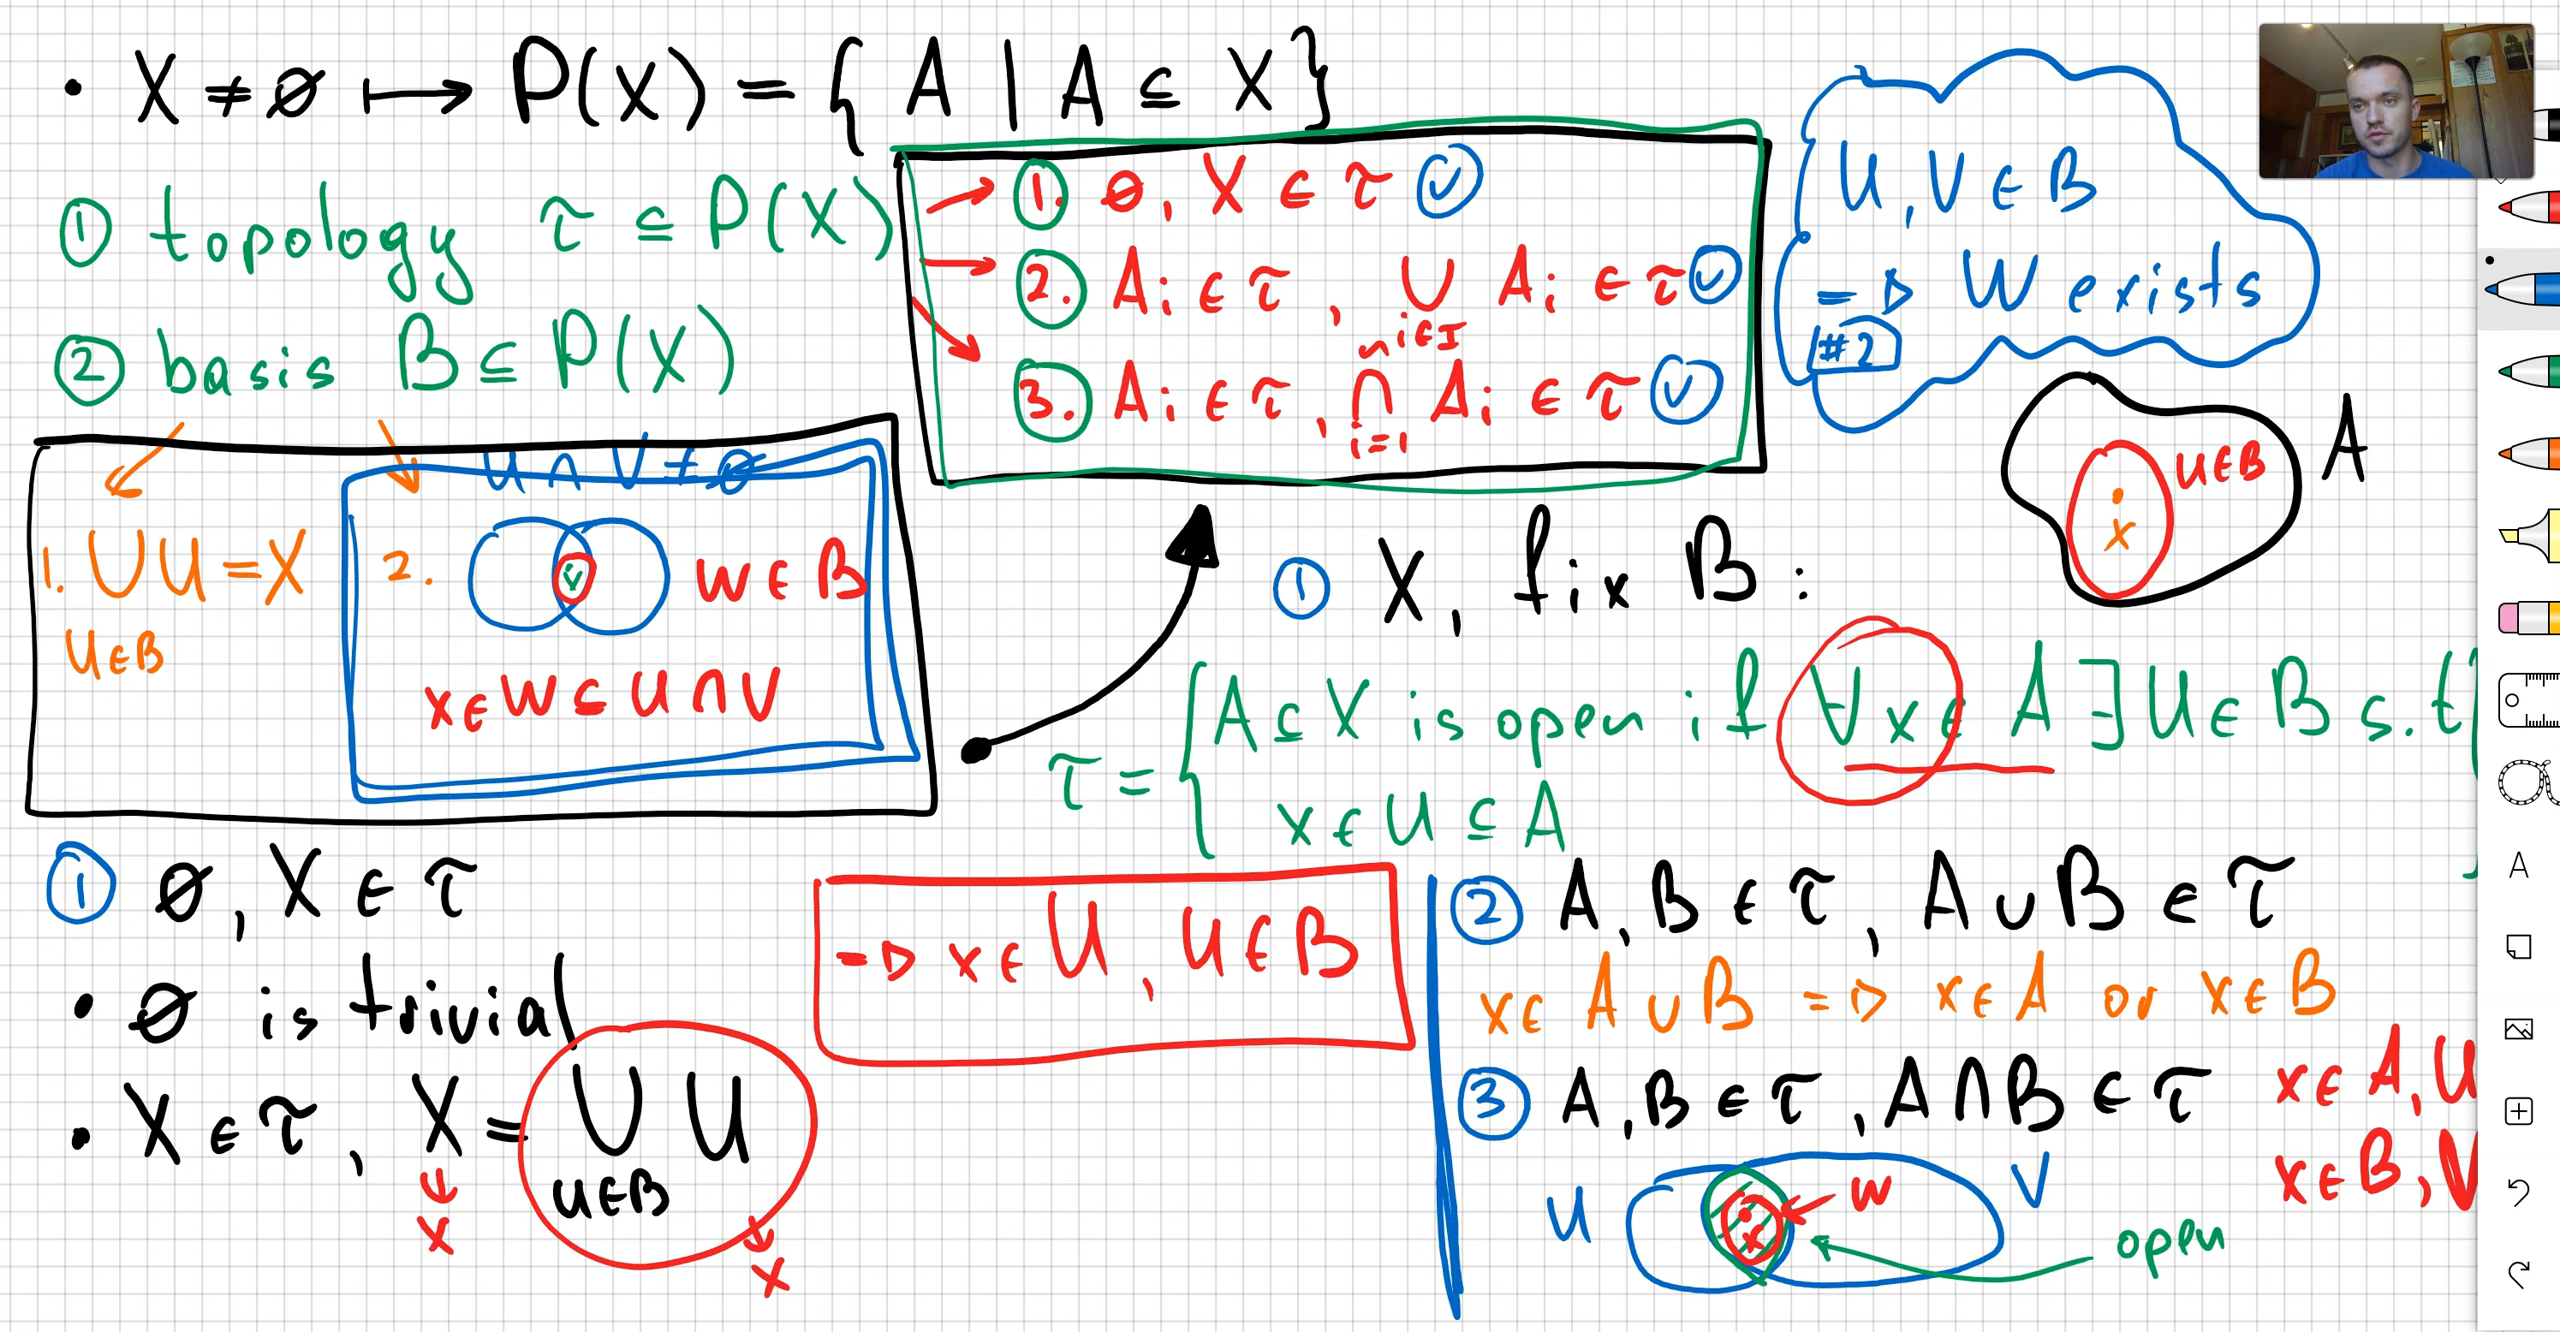 • X ≠ ∅ ↦ P(X) = { A | A ⊆ X }
① topology τ ⊆ P(X)
② basis B ⊆ P(X)
1. ∅, X ∈ τ ✓
2. Ai ∈ τ, ∪ Ai ∈ τ ✓
i∈I
n
3. Ai ∈ τ, ∩ Ai ∈ τ ✓
i=1
U, V ∈ B
=▷ W exists
#2
A
U∈B
x
U ∩ V ≠ ∅
1. ∪U = X
U∈B
2.
W ∈ B
x∈W ⊆ U ∩ V
① X, fix B:
τ = { A ⊆ X is open if ∀x∈ A ∃ U ∈ B s.t
x ∈ U ⊆ A
① ∅, X ∈ τ
• ∅ is trivial
• X ∈ τ, X = ∪ U
U∈B
x
x
=▷ x∈U, U∈B
② A, B ∈ τ, A∪B ∈ τ
x∈ A∪B =▷ x∈A or x∈B
③ A, B ∈ τ, A∩B ∈ τ
x∈A, U
x∈B, V
U
x
W
V
open
A